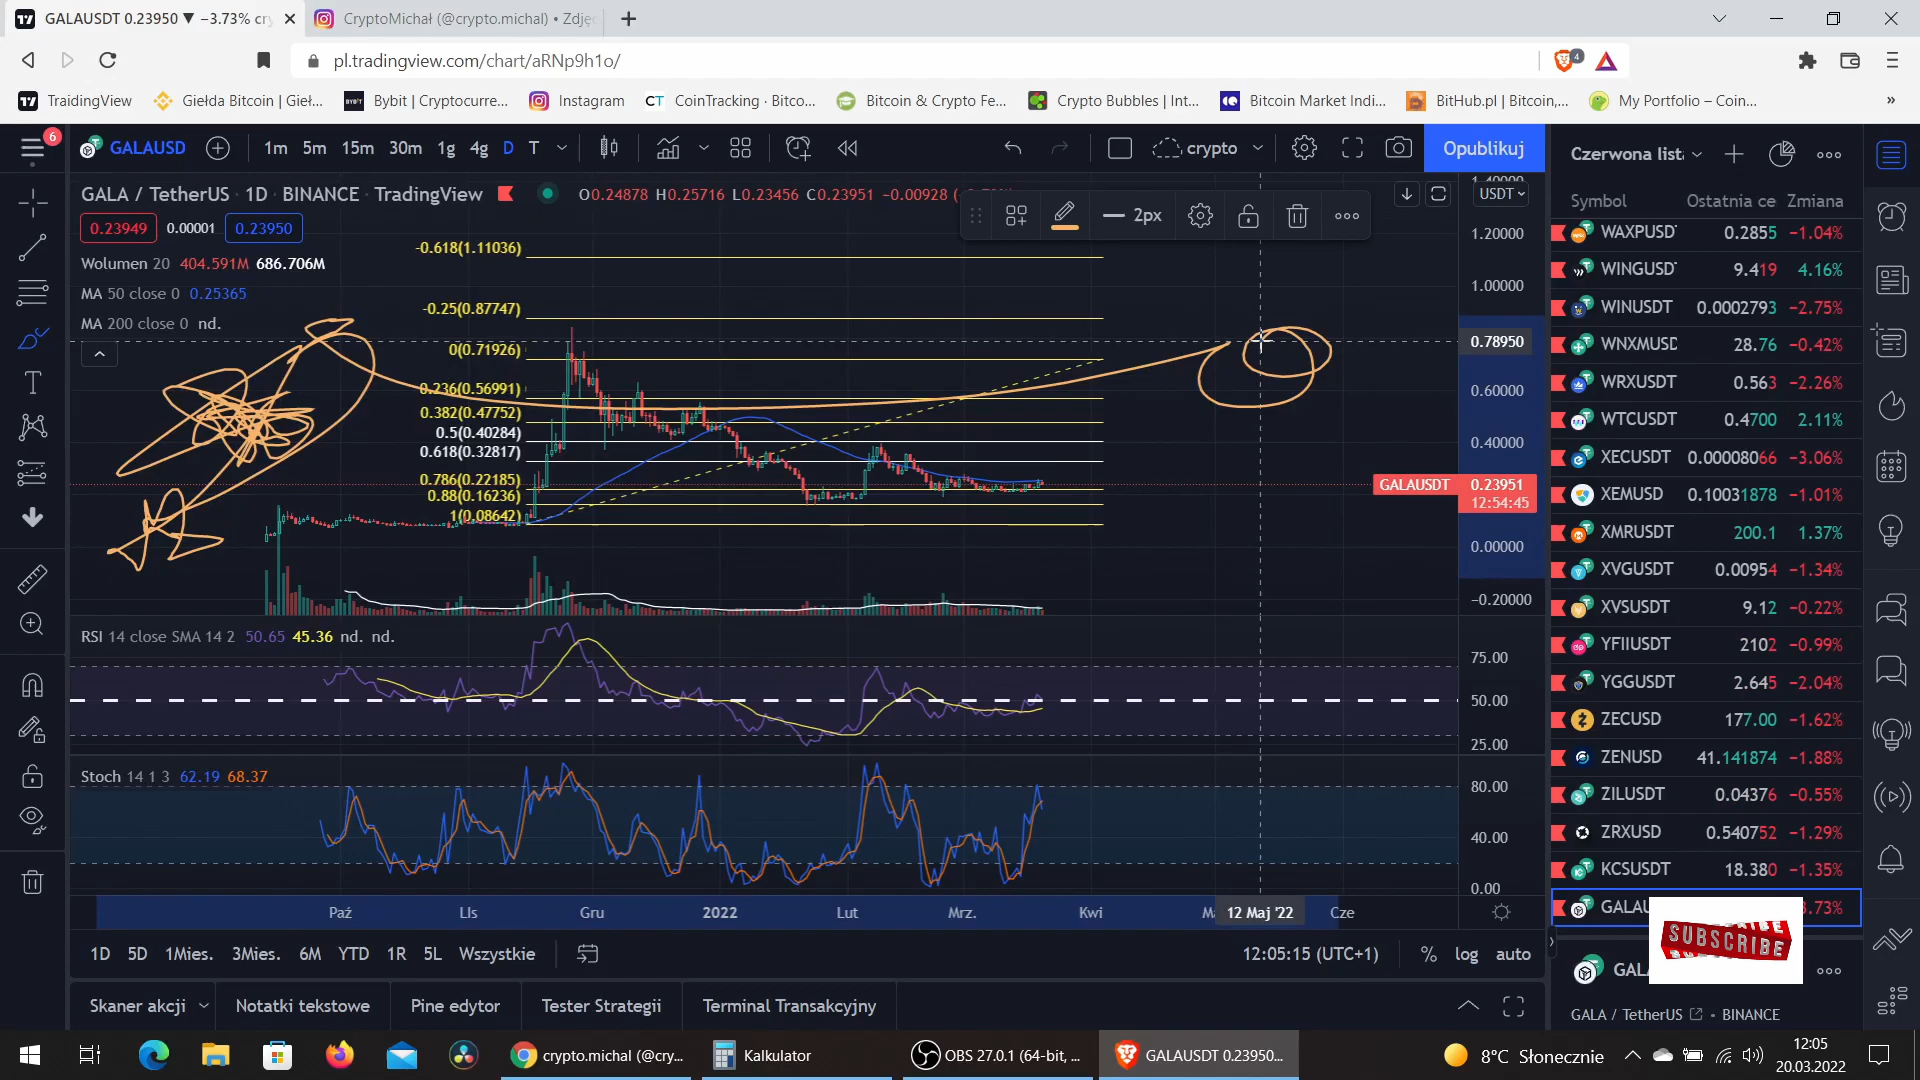 GALAUSDT 0.23950 ▼ −3.73% cry
CryptoMichał (@crypto.michal) • Zdję
pl.tradingview.com/chart/aRNp9h1o/
4
TraidingView
Giełda Bitcoin | Gieł...
Bybit | Cryptocurre...
Instagram
CoinTracking · Bitco...
Bitcoin & Crypto Fe...
Crypto Bubbles | Int...
Bitcoin Market Indi...
BitHub.pl | Bitcoin,...
My Portfolio – Coin...
»
6
GALAUSD
1m 5m 15m 30m 1g 4g D T
crypto
Opublikuj
Czerwona list
GALA / TetherUS · 1D · BINANCE · TradingView
O0.24878 H0.25716 L0.23456 C0.23951 −0.00928
USDT
Symbol Ostatnia ce Zmiana
0.23949 0.00001 0.23950
2px
Wolumen 20 404.591M 686.706M
MA 50 close 0 0.25365
MA 200 close 0 nd.
-0.618(1.11036)
-0.25(0.87747)
0(0.71926)
0.236(0.56991)
0.382(0.47752)
0.5(0.40284)
0.618(0.32817)
0.786(0.22185)
0.88(0.16236)
1(0.08642)
1.40000
1.20000
1.00000
0.78950
0.60000
0.40000
GALAUSDT 0.23951
12:54:45
0.00000
−0.20000
WAXPUSD 0.2855 −1.04%
WINGUSD 9.419 4.16%
WINUSDT 0.0002793 −2.75%
WNXMUSD 28.76 −0.42%
WRXUSDT 0.563 −2.26%
WTCUSDT 0.4700 2.11%
XECUSDT 0.00008066 −3.06%
XEMUSD 0.10031878 −1.01%
XMRUSDT 200.1 1.37%
XVGUSDT 0.00954 −1.34%
XVSUSDT 9.12 −0.22%
YFIIUSDT 2102 −0.99%
YGGUSDT 2.645 −2.04%
ZECUSD 177.00 −1.62%
ZENUSD 41.141874 −1.88%
ZILUSDT 0.04376 −0.55%
ZRXUSD 0.540752 −1.29%
KCSUSDT 18.380 −1.35%
GALAU 3.73%
SUBSCRIBE
GAL
GALA / TetherUS • BINANCE
RSI 14 close SMA 14 2 50.65 45.36 nd. nd.
75.00
50.00
25.00
Stoch 14 1 3 62.19 68.37
80.00
40.00
0.00
Paź LIs Gru 2022 Lut Mrz. Kwi 12 Maj '22 Cze
1D 5D 1Mies. 3Mies. 6M YTD 1R 5L Wszystkie
12:05:15 (UTC+1) % log auto
Skaner akcji Notatki tekstowe Pine edytor Tester Strategii Terminal Transakcyjny
crypto.michal (@cry...
Kalkulator
OBS 27.0.1 (64-bit, ...
GALAUSDT 0.23950...
8°C Słonecznie
12:05
20.03.2022